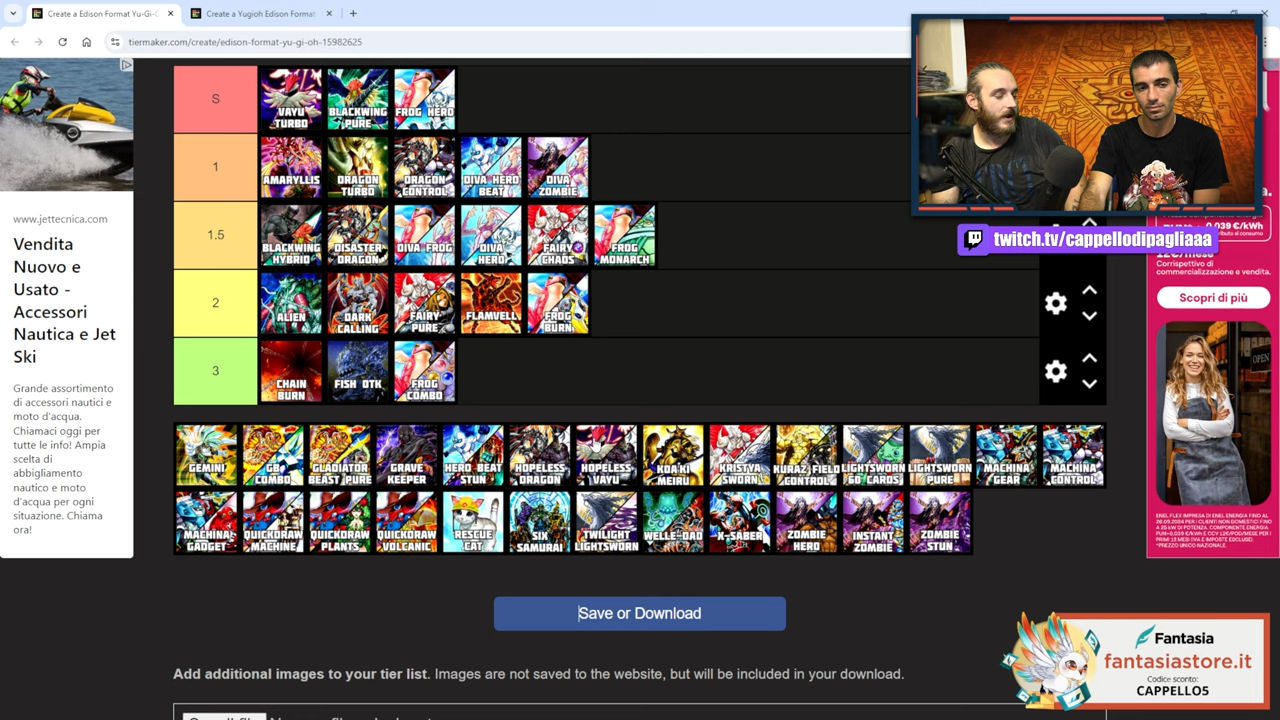 Create a Edison Format Yu-Gi-O
Create a Yugioh Edison Format
tiermaker.com/create/edison-format-yu-gi-oh-15982625
S
VAYU TURBO
BLACKWING PURE
FROG HERO
1
AMARYLLIS
DRAGON TURBO
DRAGON CONTROL
DIVA HERO BEAT
DIVA ZOMBIE
1.5
BLACKWING HYBRID
DISASTER DRAGON
DIVA FROG
DIVA HERO
FAIRY CHAOS
FROG MONARCH
2
ALIEN
DARK CALLING
FAIRY PURE
FLAMVELL
FROG BURN
3
CHAIN BURN
FISH OTK
FROG COMBO
GEMINI
GB COMBO
GLADIATOR BEAST PURE
GRAVE KEEPER
HERO BEAT STUN
HOPELESS DRAGON
HOPELESS VAYU
KOA'KI MEIRU
KRISTYA SWORN
KURAZ FIELD CONTROL
LIGHTSWORN 60 CARDS
LIGHTSWORN PURE
MACHINA GEAR
MACHINA CONTROL
MACHINA GADGET
QUICKDRAW MACHINE
QUICKDRAW PLANTS
QUICKDRAW VOLCANIC
RESCUE CAT
SIX
TWILIGHT LIGHTSWORN
WELLE-DAD
X-SABER
ZOMBIE HERO
INSTANT ZOMBIE
ZOMBIE STUN
Save or Download
Add additional images to your tier list. Images are not saved to the website, but will be included in your download.
www.jettecnica.com
Vendita
Nuovo e
Usato -
Accessori
Nautica e Jet
Ski
Grande assortimento
di accessori nautici e
moto d'acqua.
Chiamaci oggi per
tutte le info! Ampia
scelta di
abbigliamento
nautico e moto
d'acqua per ogni
situazione. Chiama
ora!
twitch.tv/cappellodipagliaaa
0,039 €/kWh
Corrispettivo di
commercializzazione e vendita.
Scopri di più
OPEN
Fantasia
fantasiastore.it
Codice sconto:
CAPPELLO5